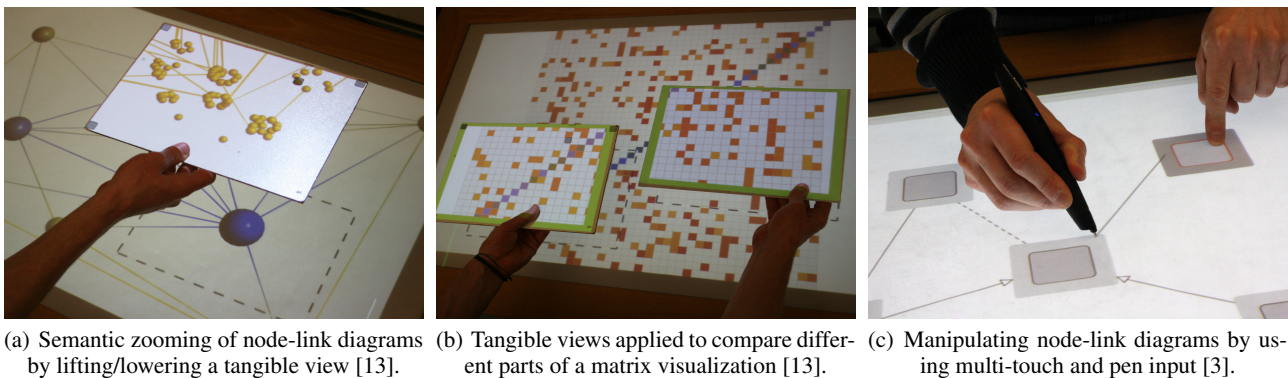 (a) Semantic zooming of node-link diagrams
by lifting/lowering a tangible view [13].
(b) Tangible views applied to compare differ-
ent parts of a matrix visualization [13].
(c) Manipulating node-link diagrams by us-
ing multi-touch and pen input [3].